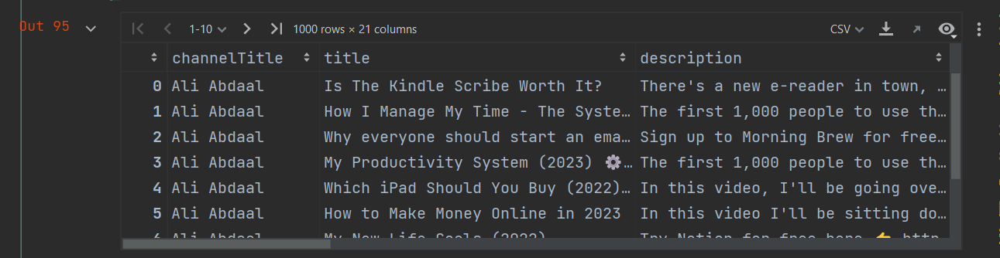 Out 95
1-10 1000 rows × 21 columns CSV
channelTitle title description
0 Ali Abdaal Is The Kindle Scribe Worth It? There's a new e-reader in town, …
1 Ali Abdaal How I Manage My Time - The Syste… The first 1,000 people to use th…
2 Ali Abdaal Why everyone should start an ema… Sign up to Morning Brew for free…
3 Ali Abdaal My Productivity System (2023) ⚙️… The first 1,000 people to use th…
4 Ali Abdaal Which iPad Should You Buy (2022)… In this video, I'll be going ove…
5 Ali Abdaal How to Make Money Online in 2023 In this video I'll be sitting do…
6 Ali Abdaal My New Life Goals (2022) Try Notion for free here 👉 http